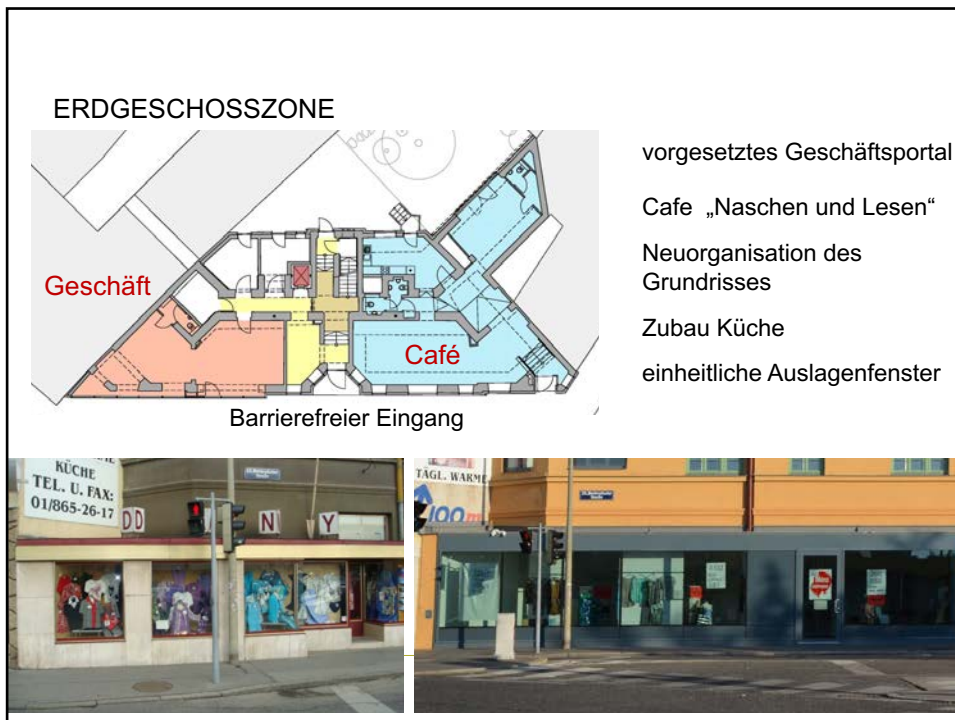 ERDGESCHOSSZONE
Geschäft
Café
Barrierefreier Eingang
vorgesetztes Geschäftsportal
Cafe „Naschen und Lesen“
Neuorganisation des
Grundrisses
Zubau Küche
einheitliche Auslagenfenster
KÜCHE
TEL. U. FAX:
01/865-26-17
DD
N Y
TÄGL. WARME
100m